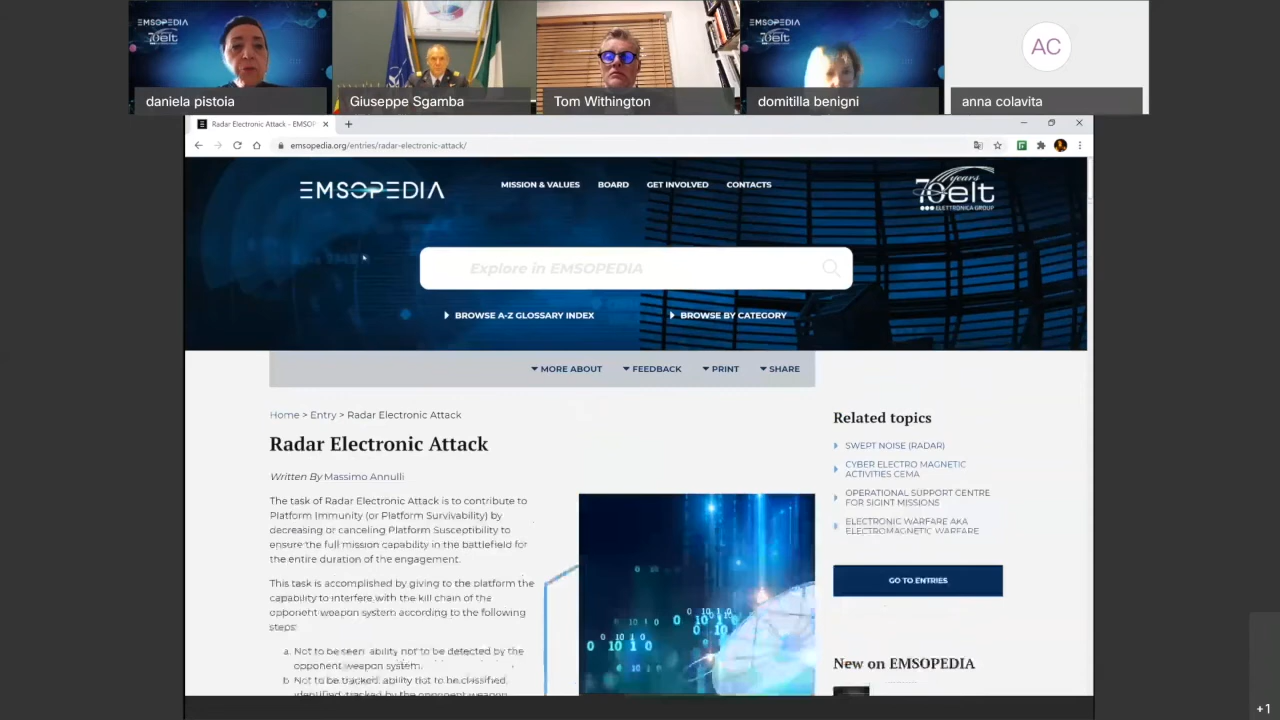 EMSOPEDIA
70elt
EMSOPEDIA
70elt
AC
daniela pistoia
Giuseppe Sgamba
Tom Withington
domitilla benigni
anna colavita
Radar Electronic Attack - EMSOP
emsopedia.org/entries/radar-electronic-attack/
EMSOPEDIA
MISSION & VALUES
BOARD
GET INVOLVED
CONTACTS
70 years
elt
ELETTRONICA GROUP
Explore in EMSOPEDIA
BROWSE A-Z GLOSSARY INDEX
BROWSE BY CATEGORY
MORE ABOUT
FEEDBACK
PRINT
SHARE
Home > Entry > Radar Electronic Attack
Radar Electronic Attack
Written By Massimo Annulli
The task of Radar Electronic Attack is to contribute to
Platform Immunity (or Platform Survivability) by
decreasing or canceling Platform Susceptibility to
ensure the full mission capability in the battlefield for
the entire duration of the engagement.
This task is accomplished by giving to the platform the
capability to interfere with the kill chain of the
opponent weapon system according to the following
steps:
a. Not to be seen: ability not to be detected by the
opponent weapon system.
b. Not to be tracked: ability not to be classified,
identified, tracked by the opponent weapon
Related topics
SWEPT NOISE (RADAR)
CYBER ELECTRO MAGNETIC
ACTIVITIES CEMA
OPERATIONAL SUPPORT CENTRE
FOR SIGINT MISSIONS
ELECTRONIC WARFARE AKA
ELECTROMAGNETIC WARFARE
GO TO ENTRIES
New on EMSOPEDIA
+1